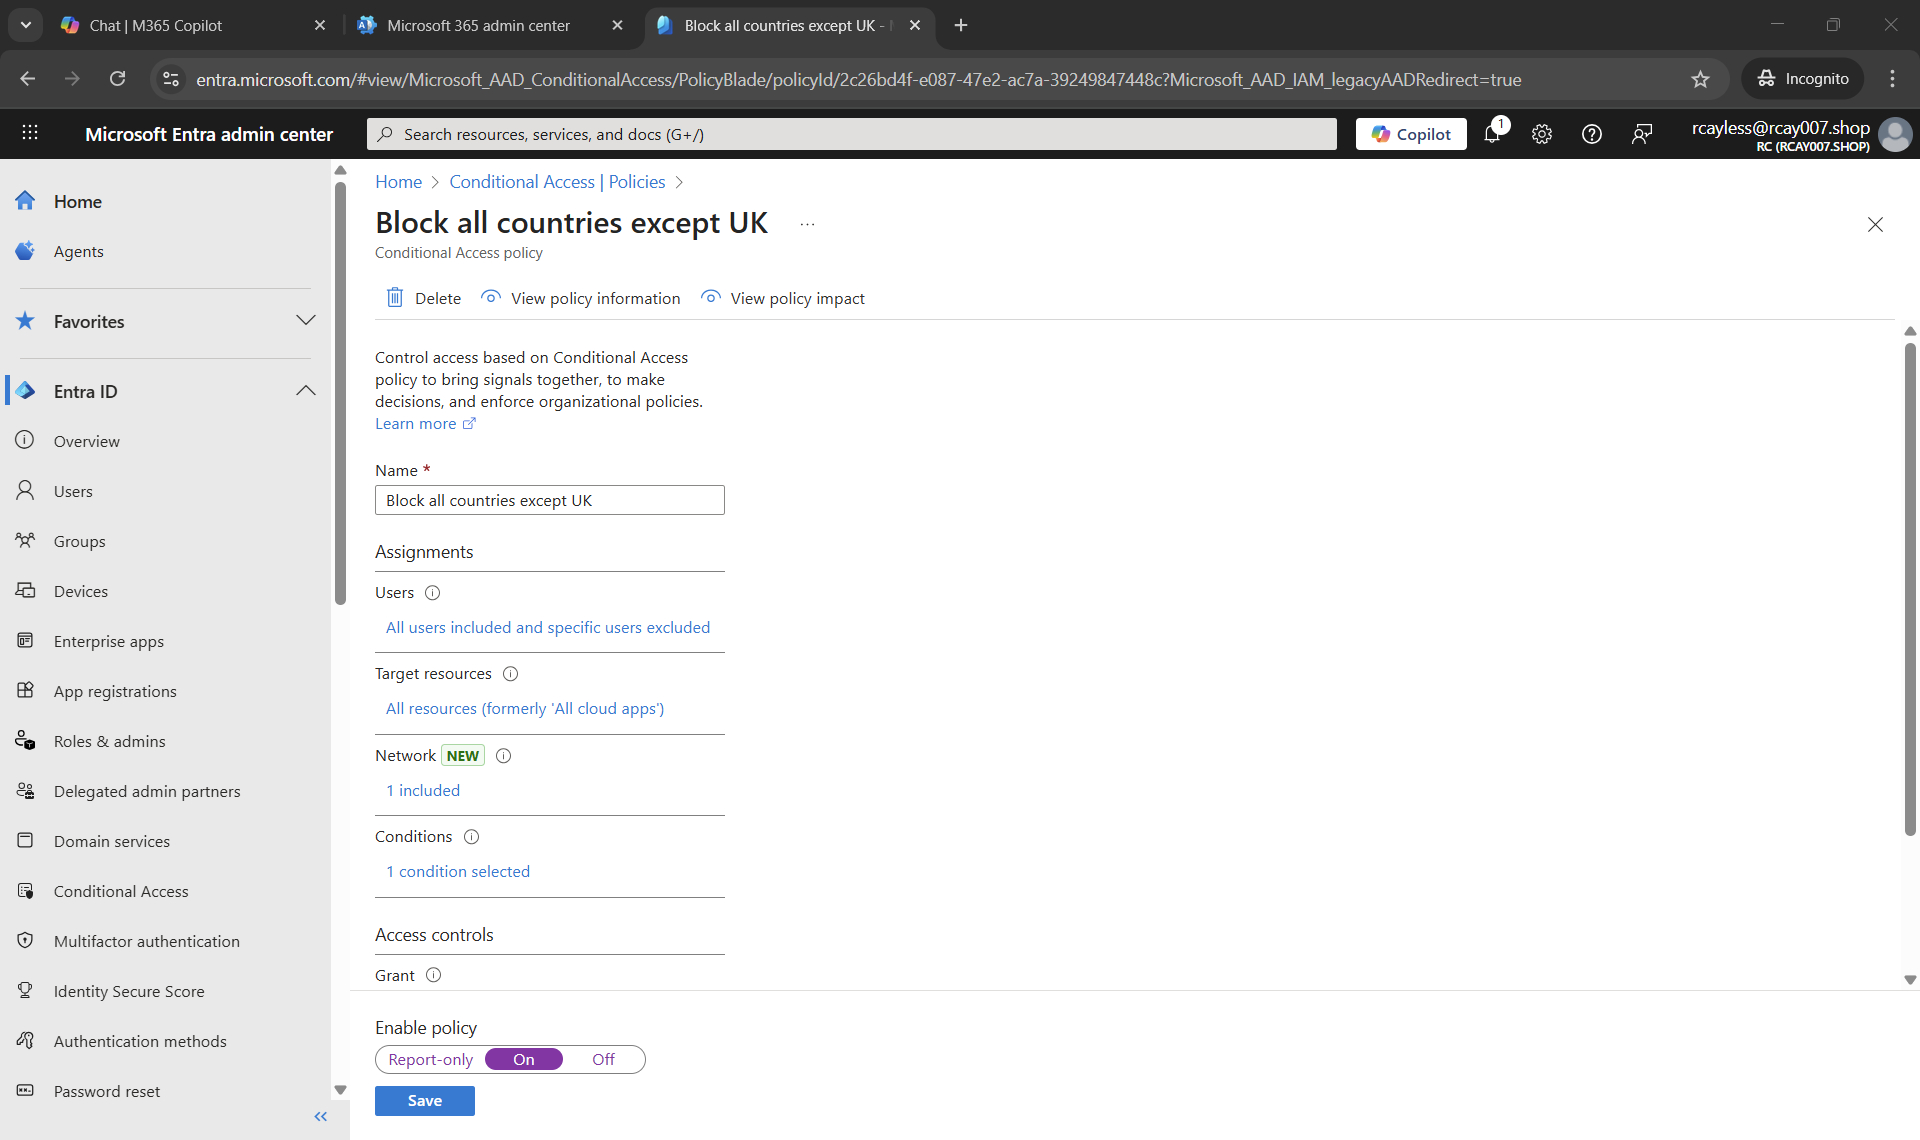 Chat | M365 Copilot
Microsoft 365 admin center
Block all countries except UK -
entra.microsoft.com/#view/Microsoft_AAD_ConditionalAccess/PolicyBlade/policyId/2c26bd4f-e087-47e2-ac7a-39249847448c?Microsoft_AAD_IAM_legacyAADRedirect=true
Incognito
Microsoft Entra admin center
Search resources, services, and docs (G+/)
Copilot
1
rcayless@rcay007.shop
RC (RCAY007.SHOP)
Home
Agents
Favorites
Entra ID
Overview
Users
Groups
Devices
Enterprise apps
App registrations
Roles & admins
Delegated admin partners
Domain services
Conditional Access
Multifactor authentication
Identity Secure Score
Authentication methods
Password reset
Home > Conditional Access | Policies >
Block all countries except UK ...
Conditional Access policy
Delete
View policy information
View policy impact
Control access based on Conditional Access
policy to bring signals together, to make
decisions, and enforce organizational policies.
Learn more
Name *
Block all countries except UK
Assignments
Users
All users included and specific users excluded
Target resources
All resources (formerly 'All cloud apps')
Network NEW
1 included
Conditions
1 condition selected
Access controls
Grant
Enable policy
Report-only On Off
Save